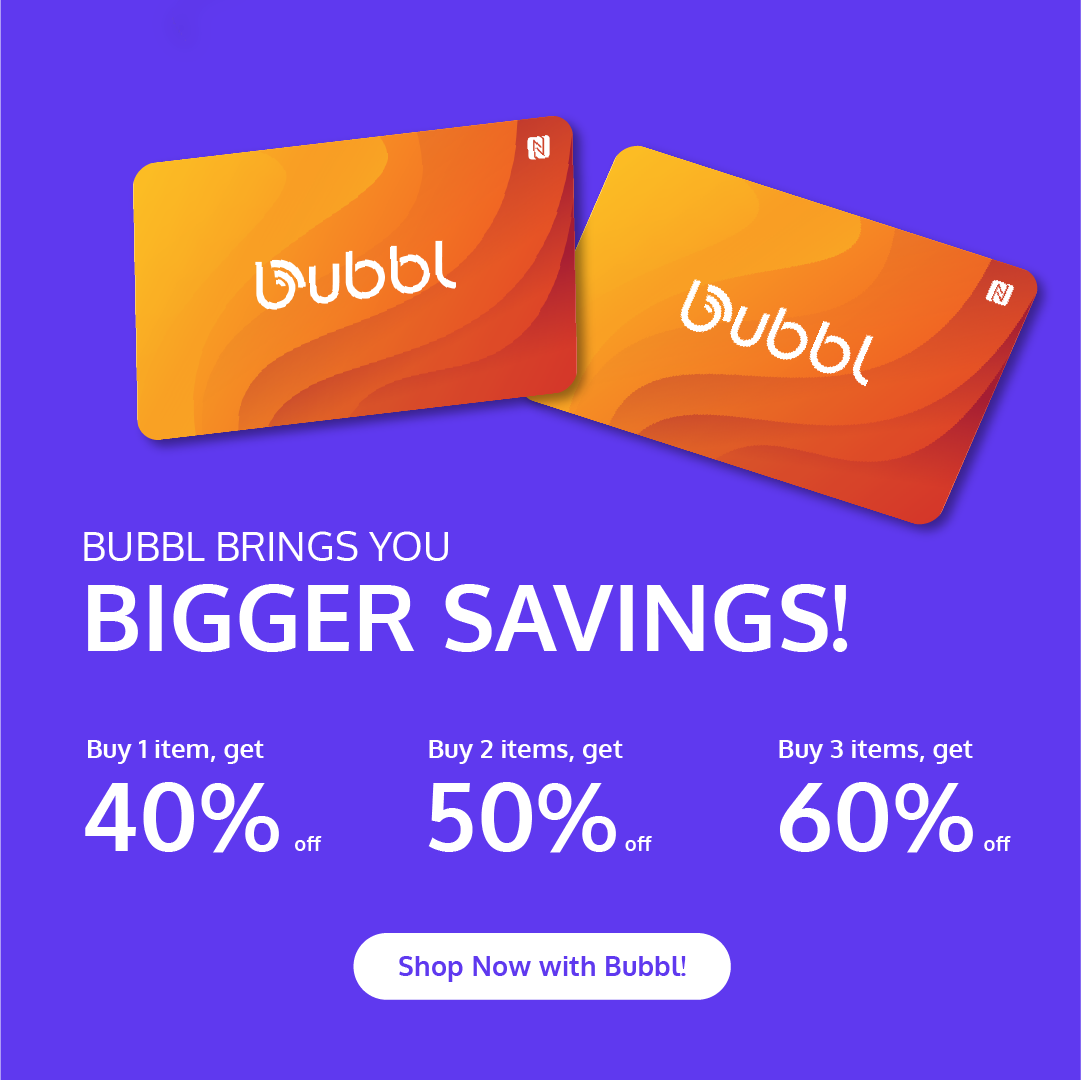 bubbl
bubbl
BUBBL BRINGS YOU
BIGGER SAVINGS!
Buy 1 item, get
40% off
Buy 2 items, get
50% off
Buy 3 items, get
60% off
Shop Now with Bubbl!